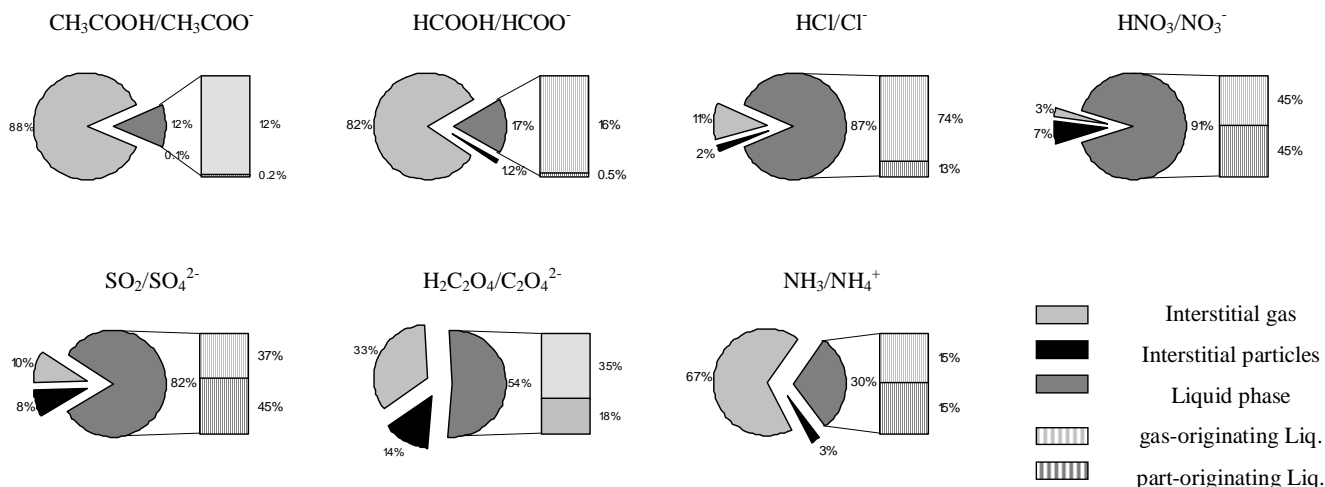 CH₃COOH/CH₃COO⁻
88%
12%
0.1%
12%
0.2%
HCOOH/HCOO⁻
82%
17%
1.2%
16%
0.5%
HCl/Cl⁻
11%
2%
87%
74%
13%
HNO₃/NO₃⁻
3%
7%
91%
45%
45%
SO₂/SO₄²⁻
10%
8%
82%
37%
45%
H₂C₂O₄/C₂O₄²⁻
33%
14%
54%
35%
18%
NH₃/NH₄⁺
67%
30%
3%
15%
15%
Interstitial gas
Interstitial particles
Liquid phase
gas-originating Liq.
part-originating Liq.